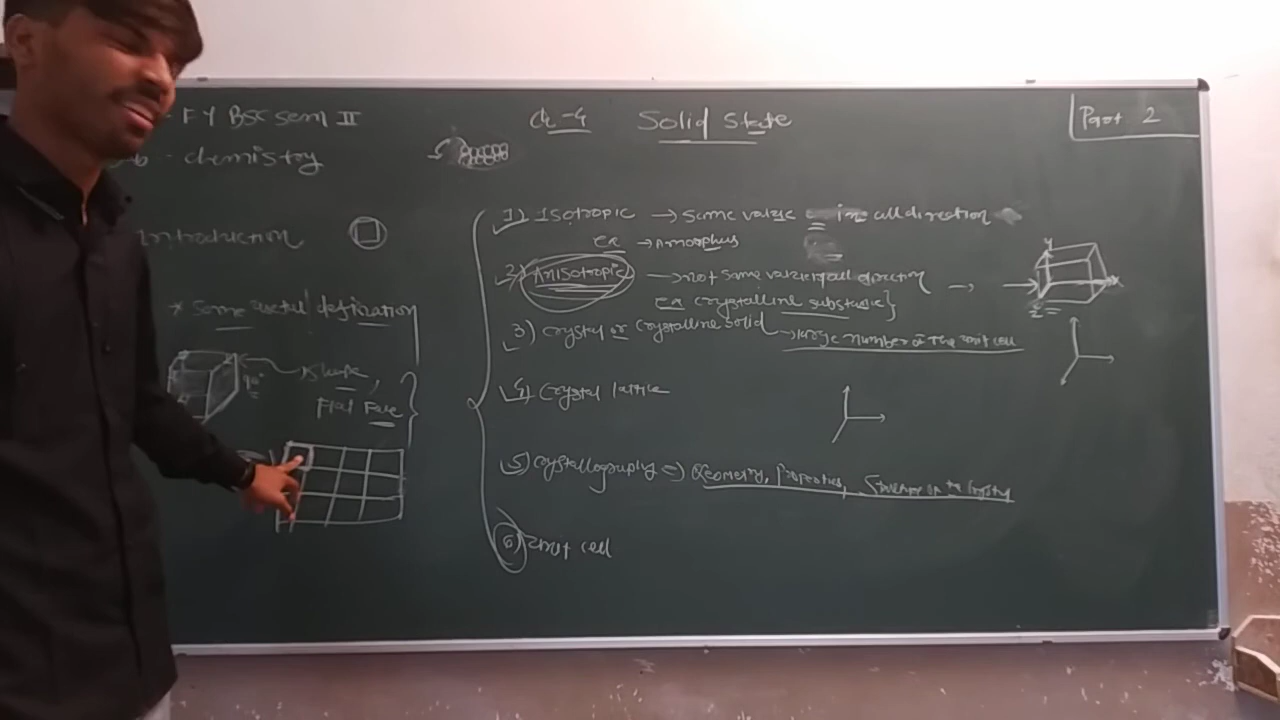 FY BSC Sem II
Ch-4 Solid State
Part 2
chemistry
Introduction
* Some useful defination
Shape,
90°
Flat Face
1) Isotropic → Same value in all direction
ex → Amorphus
2) Anisotropic → not same value in all direction →
ex crystalline substance}
3) Crystal or Crystalline solid → large number of the unit cell
4) Crystal lattice
5) Crystallography => Geometry, Properties, Structure of the Crystal
6) Unit cell